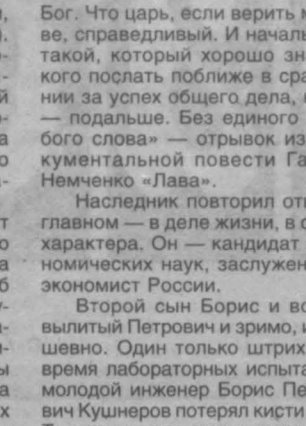 Бог. Что царь, если верить
ве, справедливый. И началь
такой, который хорошо зн
кого послать поближе в сра
нии за успех общего дела,
— подальше. Без единого
бого слова» — отрывок из
кументальной повести Га
Немченко «Лава».
Наследник повторил отц
главном — в деле жизни, в с
характера. Он — кандидат
номических наук, заслужен
экономист России.
Второй сын Борис и вс
вылитый Петрович и зримо, и
шевно. Один только штрих
время лабораторных испыта
молодой инженер Борис Пе
вич Кушнеров потерял кисти